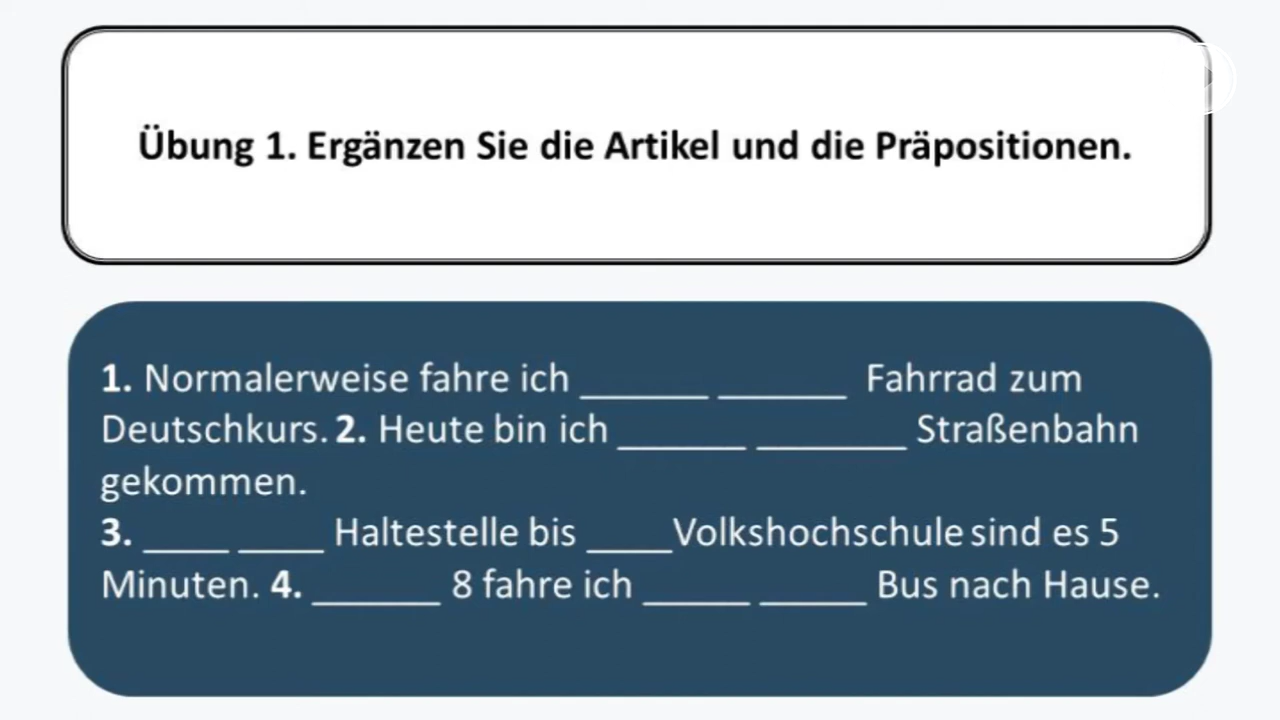 Übung 1. Ergänzen Sie die Artikel und die Präpositionen.
1. Normalerweise fahre ich ______ ______ Fahrrad zum
Deutschkurs. 2. Heute bin ich ______ _______ Straßenbahn
gekommen.
3. ____ ____ Haltestelle bis ____Volkshochschule sind es 5
Minuten. 4. ______ 8 fahre ich _____ _____ Bus nach Hause.